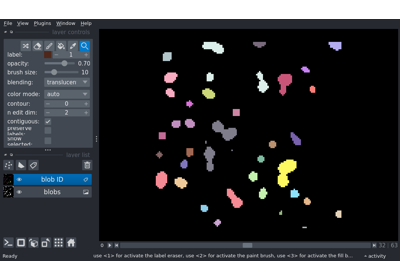 File View Plugins Window Help
layer controls
label: 1
opacity: 0.70
brush size: 10
blending: translucen
color mode: auto
contour: 0
n edit dim: 2
contiguous: ✓
preserve labels:
show selected:
layer list
blob ID
blobs
32 63
Ready
use <1> for activate the label eraser, use <2> for activate the paint brush, use <3> for activate the fill b...
activity